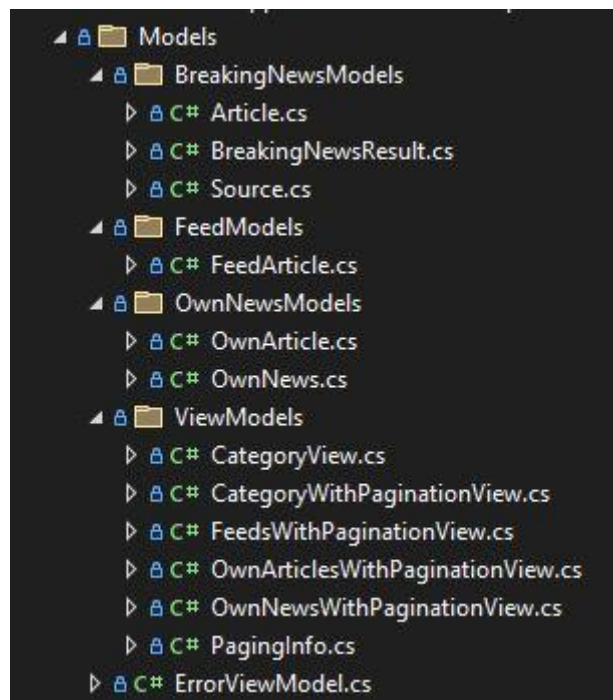 Models
BreakingNewsModels
C# Article.cs
C# BreakingNewsResult.cs
C# Source.cs
FeedModels
C# FeedArticle.cs
OwnNewsModels
C# OwnArticle.cs
C# OwnNews.cs
ViewModels
C# CategoryView.cs
C# CategoryWithPaginationView.cs
C# FeedsWithPaginationView.cs
C# OwnArticlesWithPaginationView.cs
C# OwnNewsWithPaginationView.cs
C# PagingInfo.cs
C# ErrorViewModel.cs